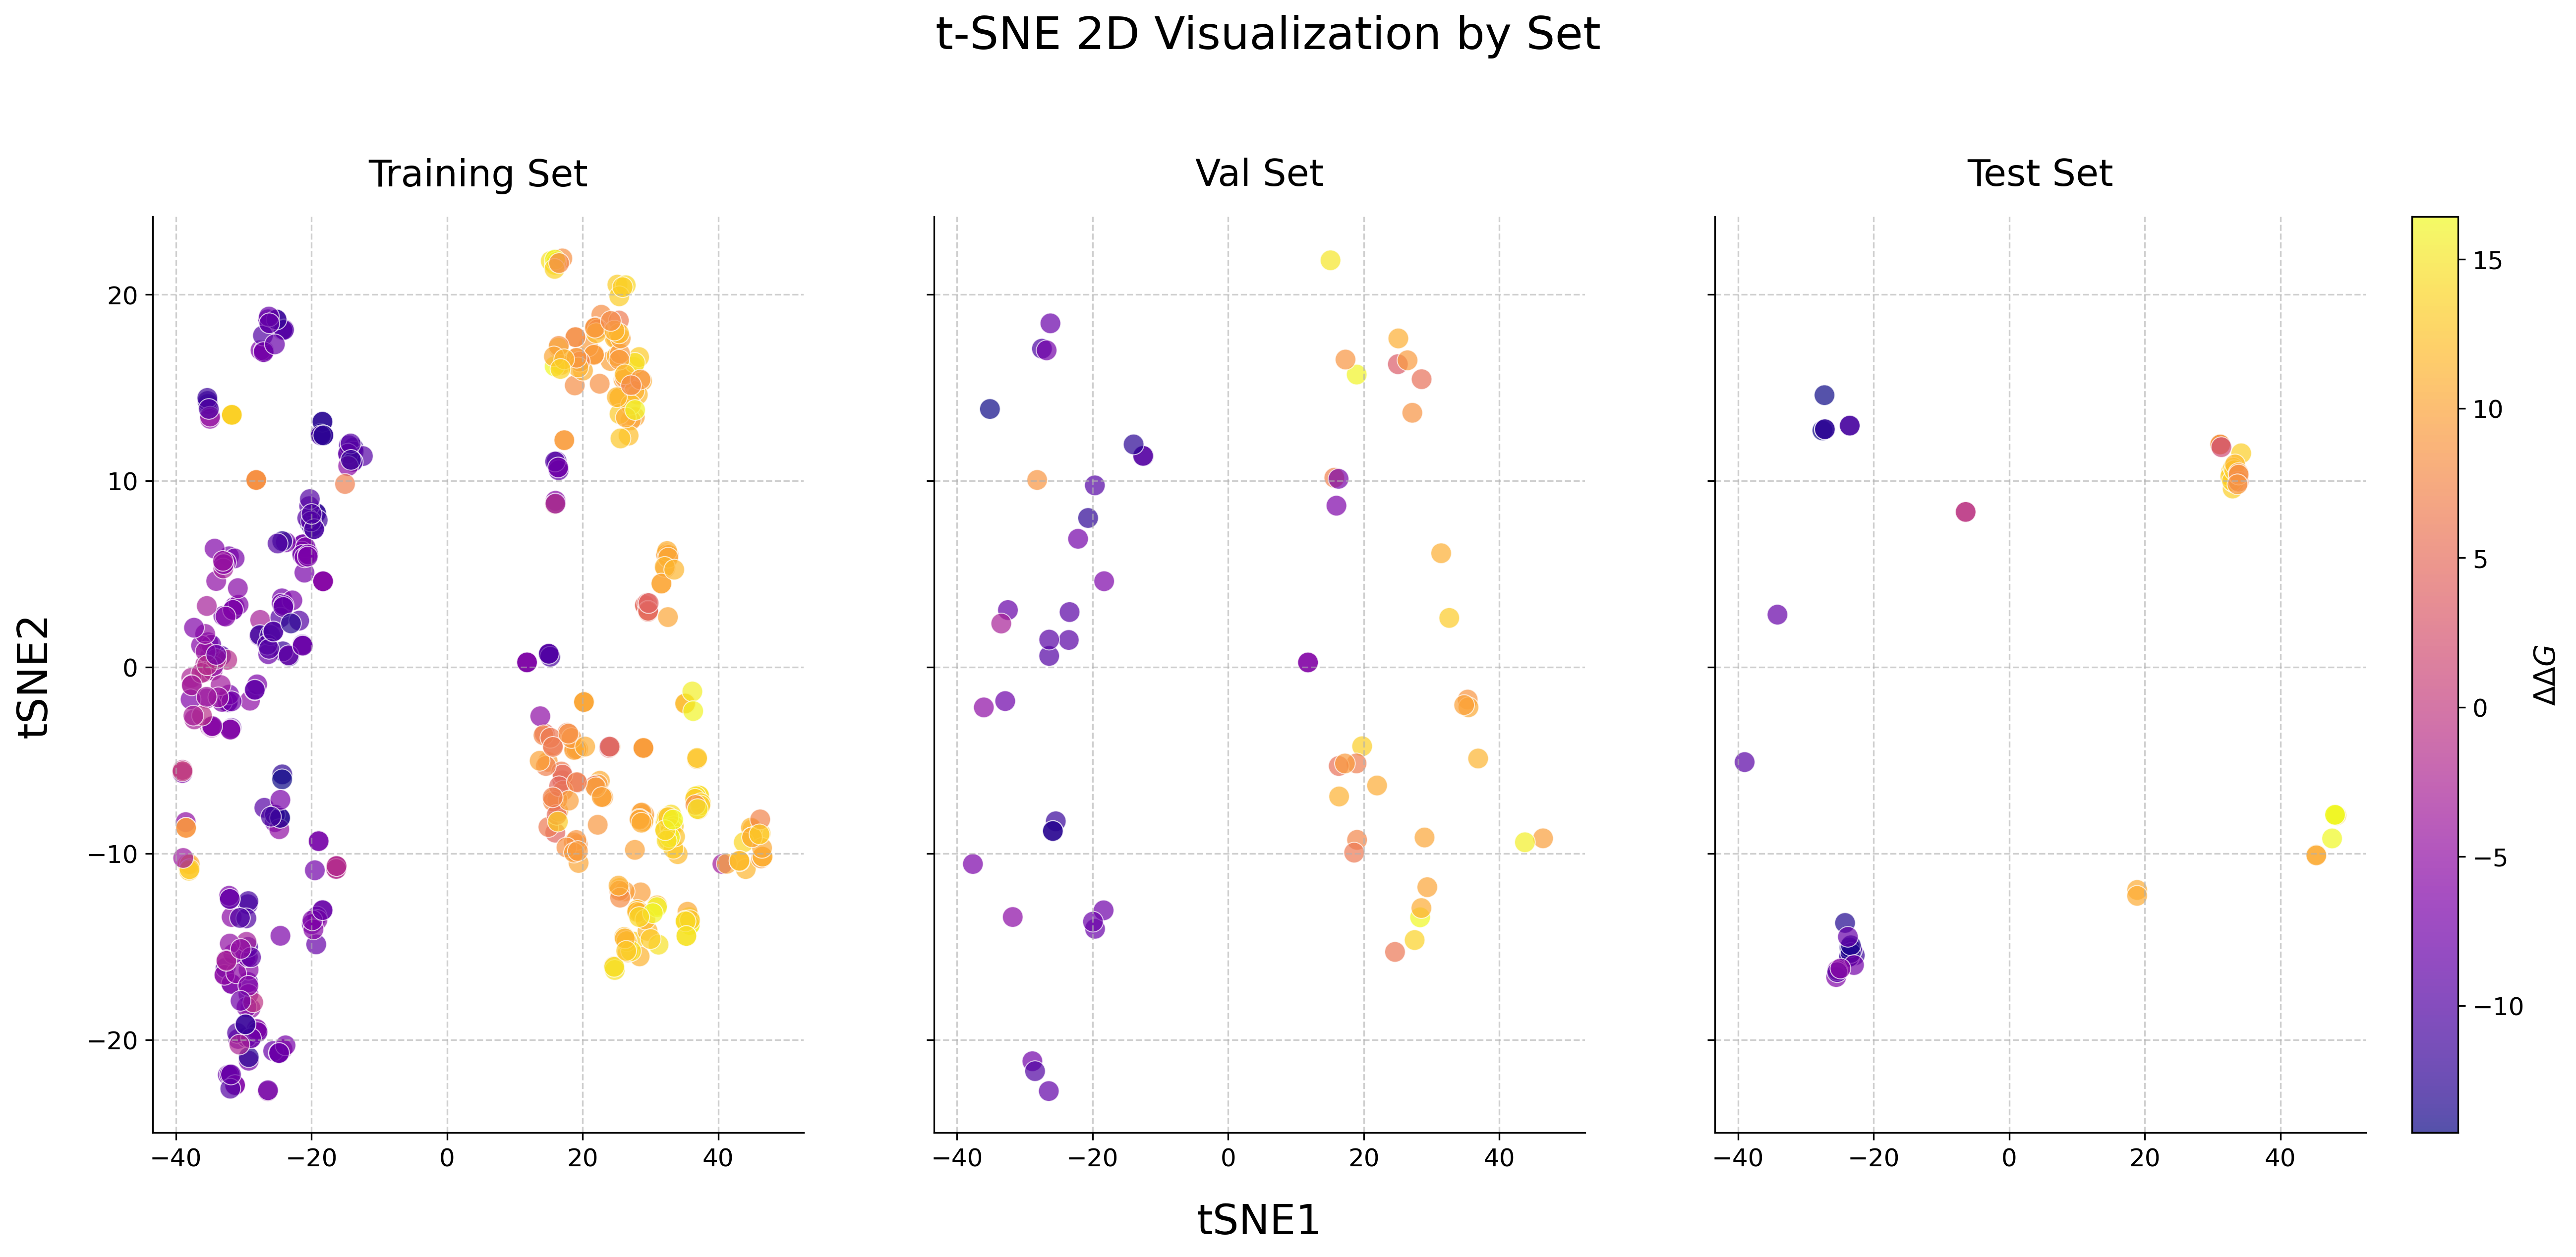 t-SNE 2D Visualization by Set
Training Set
Val Set
Test Set
20
10
0
−10
−20
tSNE2
−40 −20 0 20 40
−40 −20 0 20 40
−40 −20 0 20 40
tSNE1
15
10
5
0
−5
−10
ΔΔG